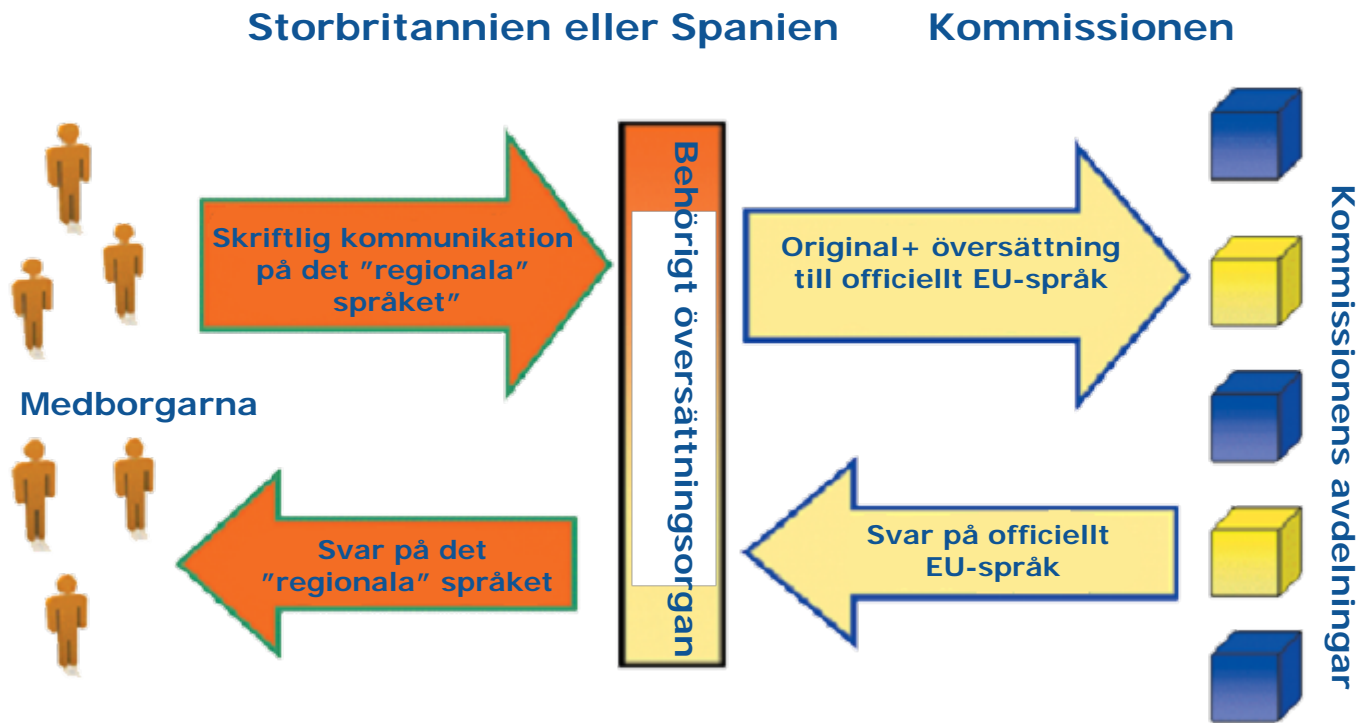 Storbritannien eller Spanien
Kommissionen
Skriftlig kommunikation
på det ”regionala”
språket”
Behörigt översättningsorgan
Original+ översättning
till officiellt EU-språk
Kommissionens avdelningar
Medborgarna
Svar på det
”regionala” språket
Svar på officiellt
EU-språk